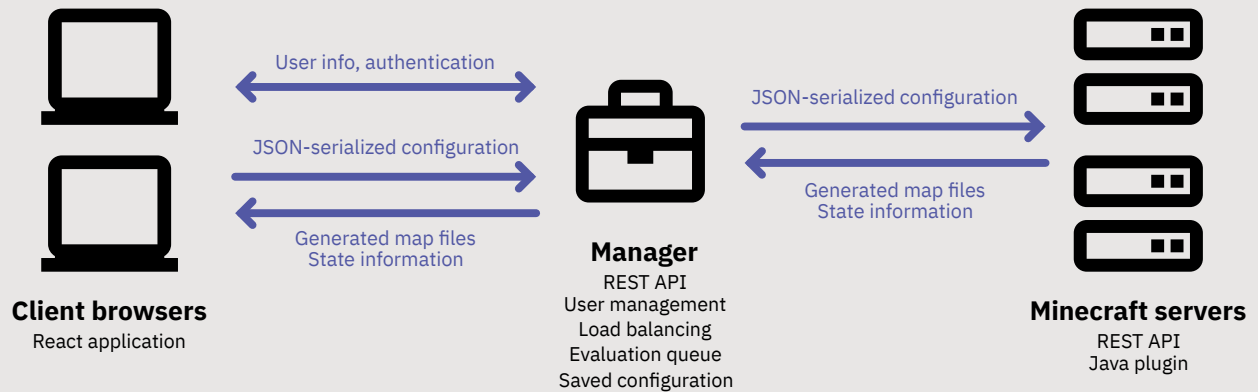 User info, authentication
JSON-serialized configuration
Generated map files
State information
Client browsers
React application
Manager
REST API
User management
Load balancing
Evaluation queue
Saved configuration
JSON-serialized configuration
Generated map files
State information
Minecraft servers
REST API
Java plugin